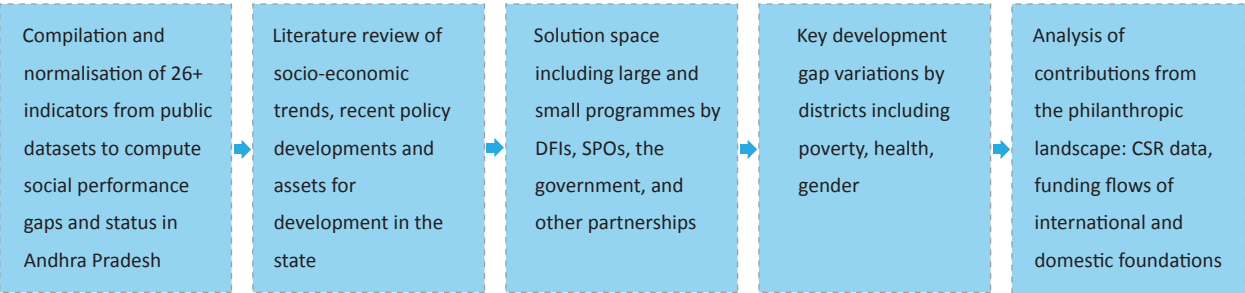 Compilation and
normalisation of 26+
indicators from public
datasets to compute
social performance
gaps and status in
Andhra Pradesh
Literature review of
socio-economic
trends, recent policy
developments and
assets for
development in the
state
Solution space
including large and
small programmes by
DFIs, SPOs, the
government, and
other partnerships
Key development
gap variations by
districts including
poverty, health,
gender
Analysis of
contributions from
the philanthropic
landscape: CSR data,
funding flows of
international and
domestic foundations